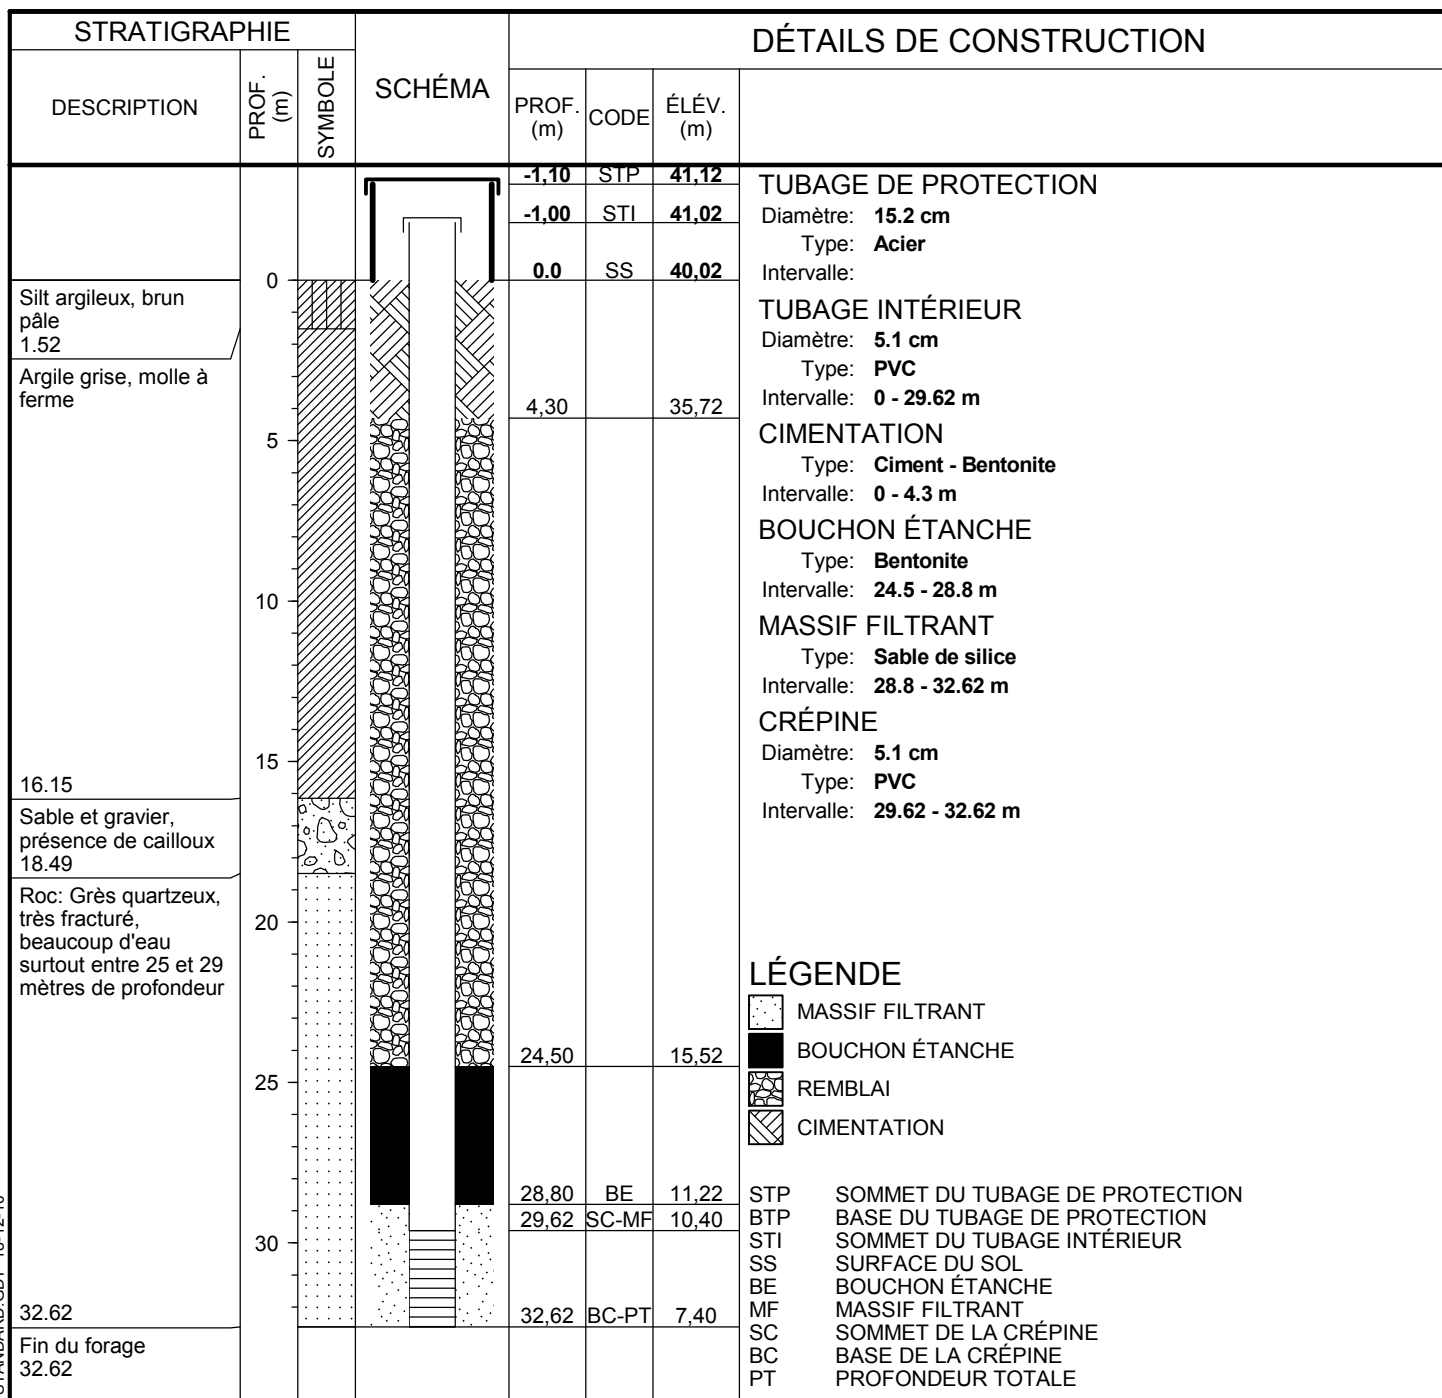 STRATIGRAPHIE
SCHÉMA
DÉTAILS DE CONSTRUCTION
DESCRIPTION
PROF. (m)
SYMBOLE
PROF. (m)
CODE
ÉLÉV. (m)
-1,10 STP 41,12
-1,00 STI 41,02
0.0 SS 40,02
4,30 35,72
24,50 15,52
28,80 BE 11,22
29,62 SC-MF 10,40
32,62 BC-PT 7,40
Silt argileux, brun
pâle
1.52
Argile grise, molle à
ferme
16.15
Sable et gravier,
présence de cailloux
18.49
Roc: Grès quartzeux,
très fracturé,
beaucoup d'eau
surtout entre 25 et 29
mètres de profondeur
32.62
Fin du forage
32.62
0
5
10
15
20
25
30
TUBAGE DE PROTECTION
Diamètre: 15.2 cm
Type: Acier
Intervalle:
TUBAGE INTÉRIEUR
Diamètre: 5.1 cm
Type: PVC
Intervalle: 0 - 29.62 m
CIMENTATION
Type: Ciment - Bentonite
Intervalle: 0 - 4.3 m
BOUCHON ÉTANCHE
Type: Bentonite
Intervalle: 24.5 - 28.8 m
MASSIF FILTRANT
Type: Sable de silice
Intervalle: 28.8 - 32.62 m
CRÉPINE
Diamètre: 5.1 cm
Type: PVC
Intervalle: 29.62 - 32.62 m
LÉGENDE
MASSIF FILTRANT
BOUCHON ÉTANCHE
REMBLAI
CIMENTATION
STP SOMMET DU TUBAGE DE PROTECTION
BTP BASE DU TUBAGE DE PROTECTION
STI SOMMET DU TUBAGE INTÉRIEUR
SS SURFACE DU SOL
BE BOUCHON ÉTANCHE
MF MASSIF FILTRANT
SC SOMMET DE LA CRÉPINE
BC BASE DE LA CRÉPINE
PT PROFONDEUR TOTALE